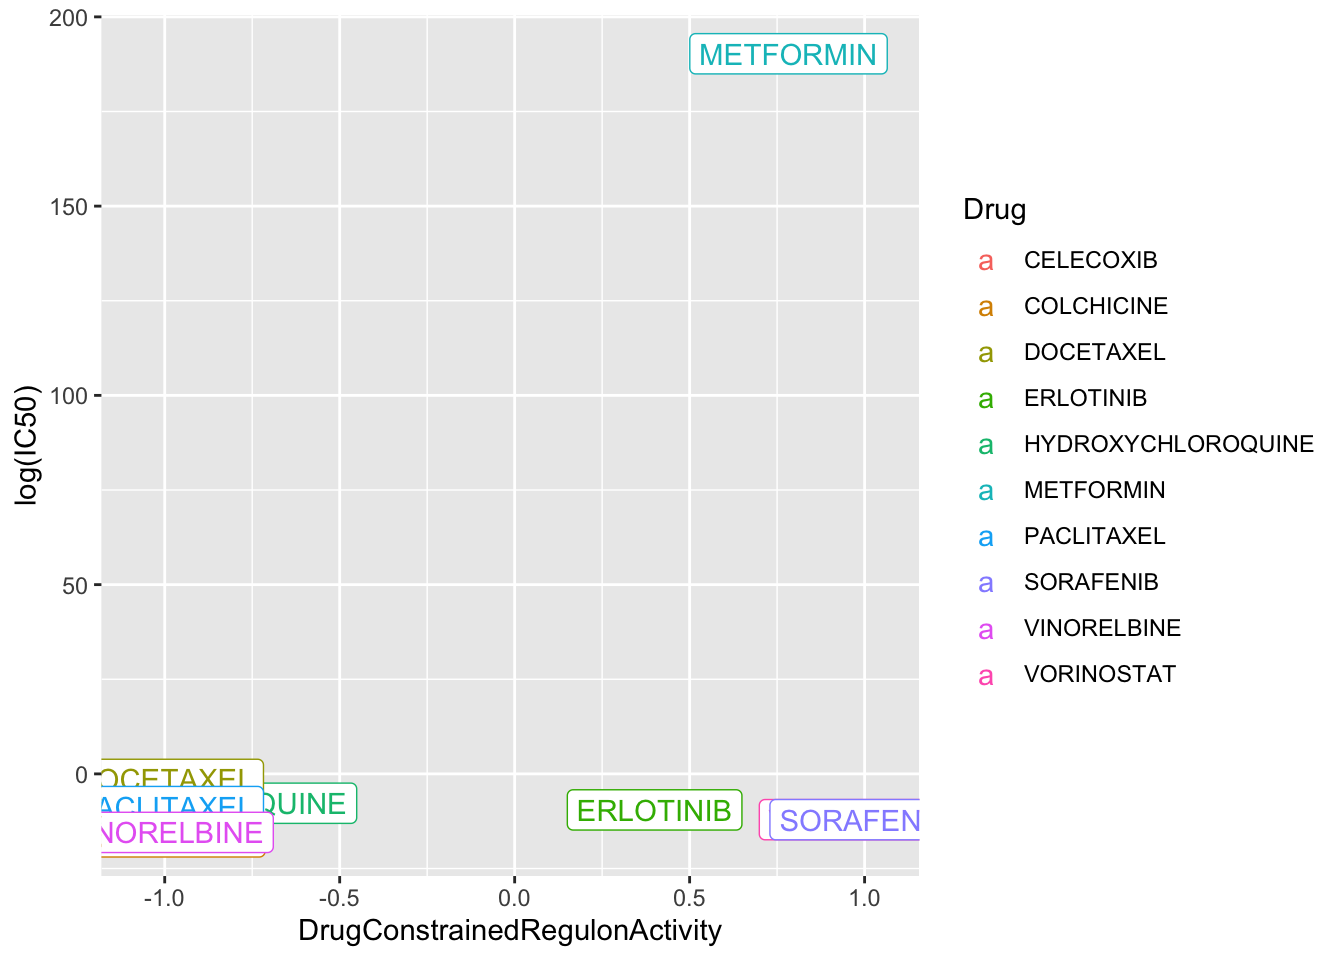 200
METFORMIN
150
100
50
0
log(IC50)
OCETAXEL
QUINE
ACLITAXEL
NORELBINE
ERLOTINIB
SORAFEN
-1.0
-0.5
0.0
0.5
1.0
DrugConstrainedRegulonActivity
Drug
a CELECOXIB
a COLCHICINE
a DOCETAXEL
a ERLOTINIB
a HYDROXYCHLOROQUINE
a METFORMIN
a PACLITAXEL
a SORAFENIB
a VINORELBINE
a VORINOSTAT